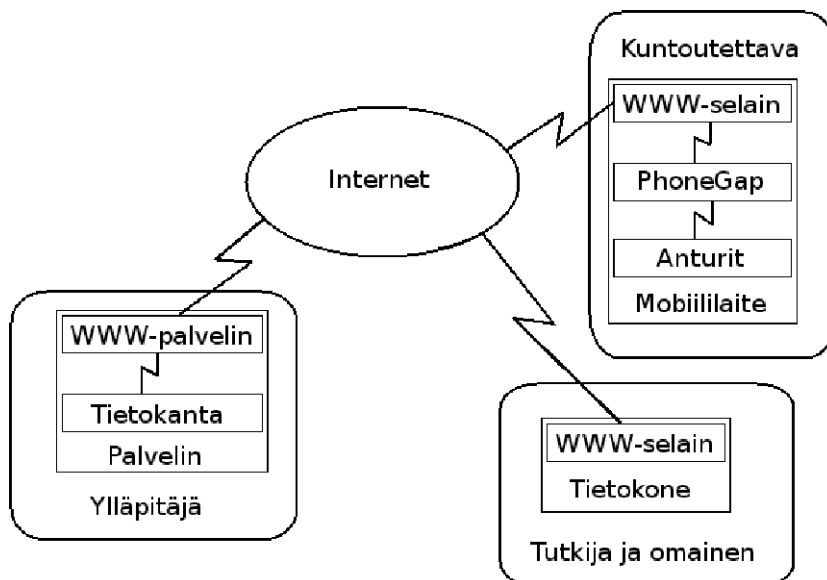 Kuntoutettava
WWW-selain
PhoneGap
Anturit
Mobiililaite
Internet
WWW-palvelin
Tietokanta
Palvelin
Ylläpitäjä
WWW-selain
Tietokone
Tutkija ja omainen